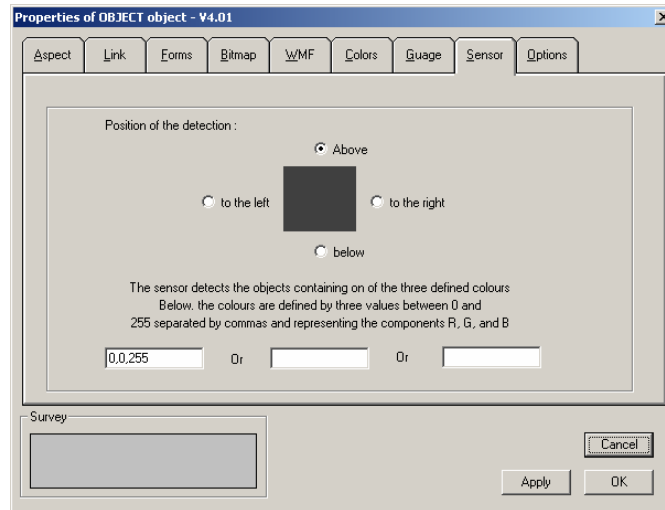 Properties of OBJECT object - V4.01
Aspect Link Forms Bitmap WMF Colors Guage Sensor Options
Position of the detection :
Above
to the left to the right
below
The sensor detects the objects containing on of the three defined colours
Below. the colours are defined by three values between 0 and
255 separated by commas and representing the components R, G, and B
0,0,255 Or Or
Survey
Cancel
Apply OK